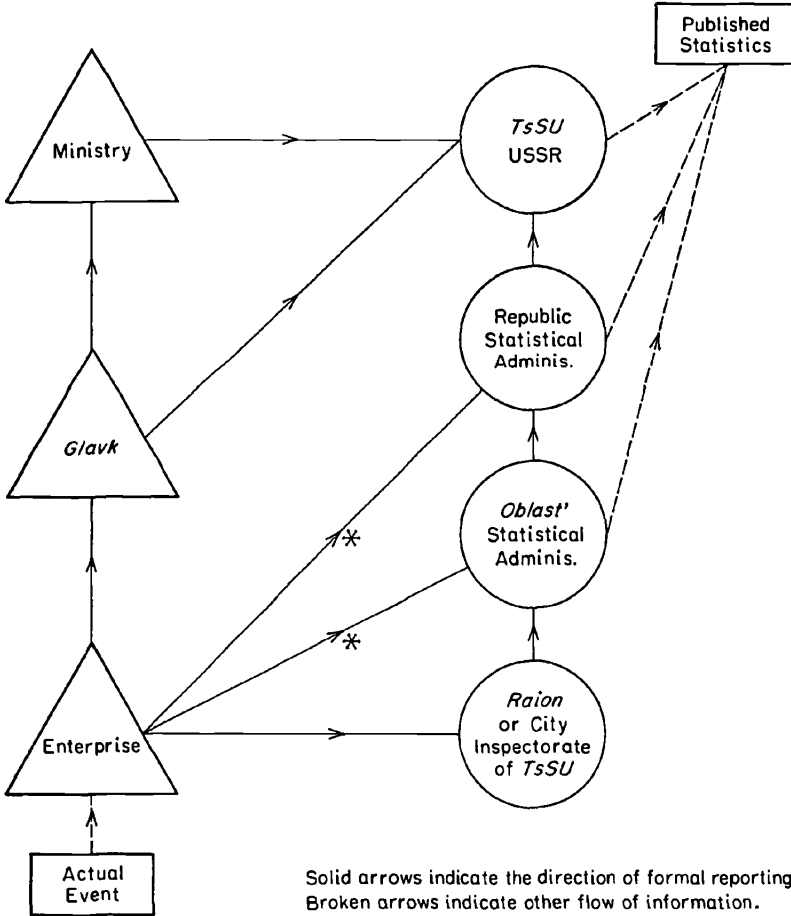 Published
Statistics
Ministry
TsSU
USSR
Republic
Statistical
Adminis.
Glavk
*
Oblast'
Statistical
Adminis.
*
Enterprise
Raion
or City
Inspectorate
of TsSU
Actual
Event
Solid arrows indicate the direction of formal reporting
Broken arrows indicate other flow of information.